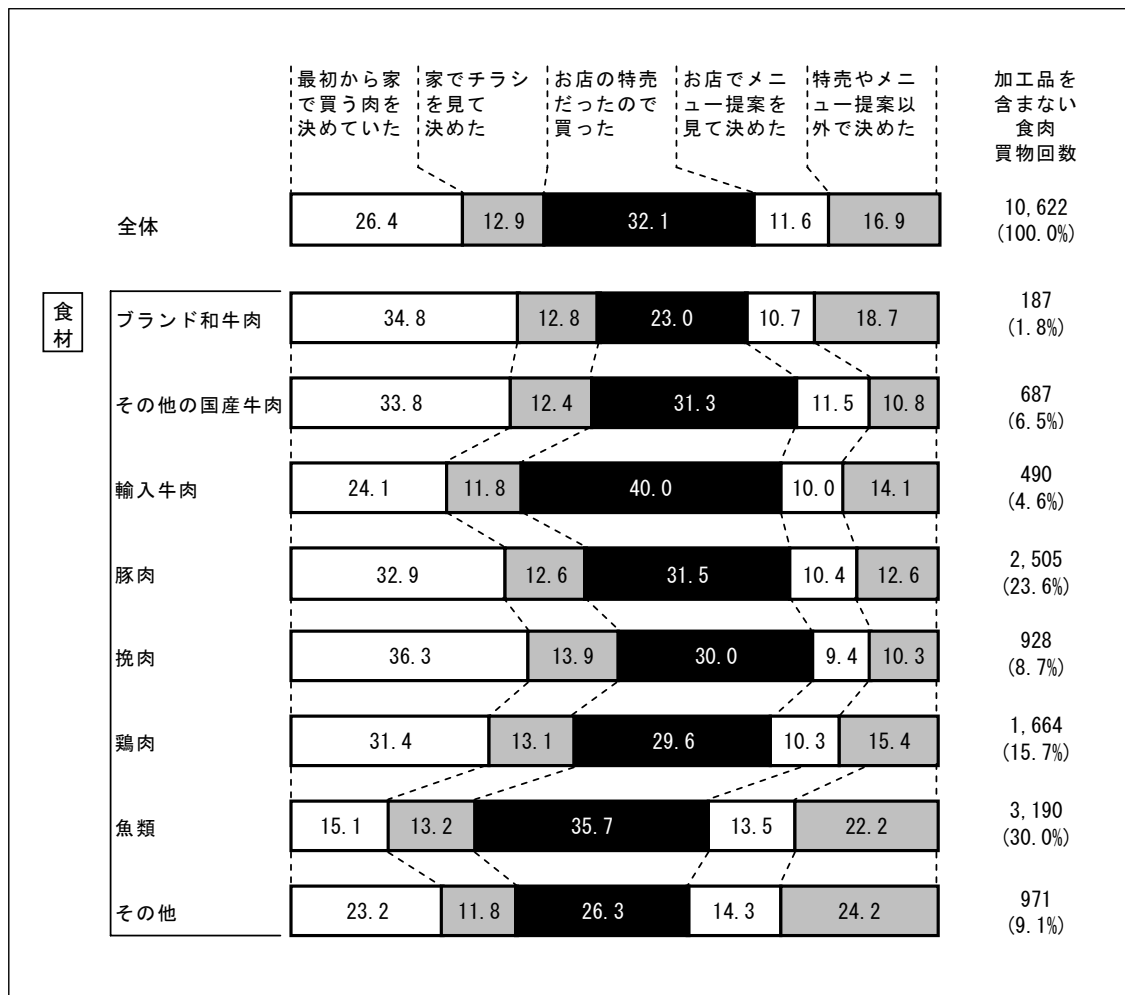 最初から家
で買う肉を
決めていた
家でチラシ
を見て
決めた
お店の特売
だったので
買った
お店でメニ
ュー提案を
見て決めた
特売やメニ
ュー提案以
外で決めた
加工品を
含まない
食肉
買物回数
全体
26.4 12.9 32.1 11.6 16.9
10,622
(100.0%)
食
材
ブランド和牛肉
34.8 12.8 23.0 10.7 18.7
187
(1.8%)
その他の国産牛肉
33.8 12.4 31.3 11.5 10.8
687
(6.5%)
輸入牛肉
24.1 11.8 40.0 10.0 14.1
490
(4.6%)
豚肉
32.9 12.6 31.5 10.4 12.6
2,505
(23.6%)
挽肉
36.3 13.9 30.0 9.4 10.3
928
(8.7%)
鶏肉
31.4 13.1 29.6 10.3 15.4
1,664
(15.7%)
魚類
15.1 13.2 35.7 13.5 22.2
3,190
(30.0%)
その他
23.2 11.8 26.3 14.3 24.2
971
(9.1%)